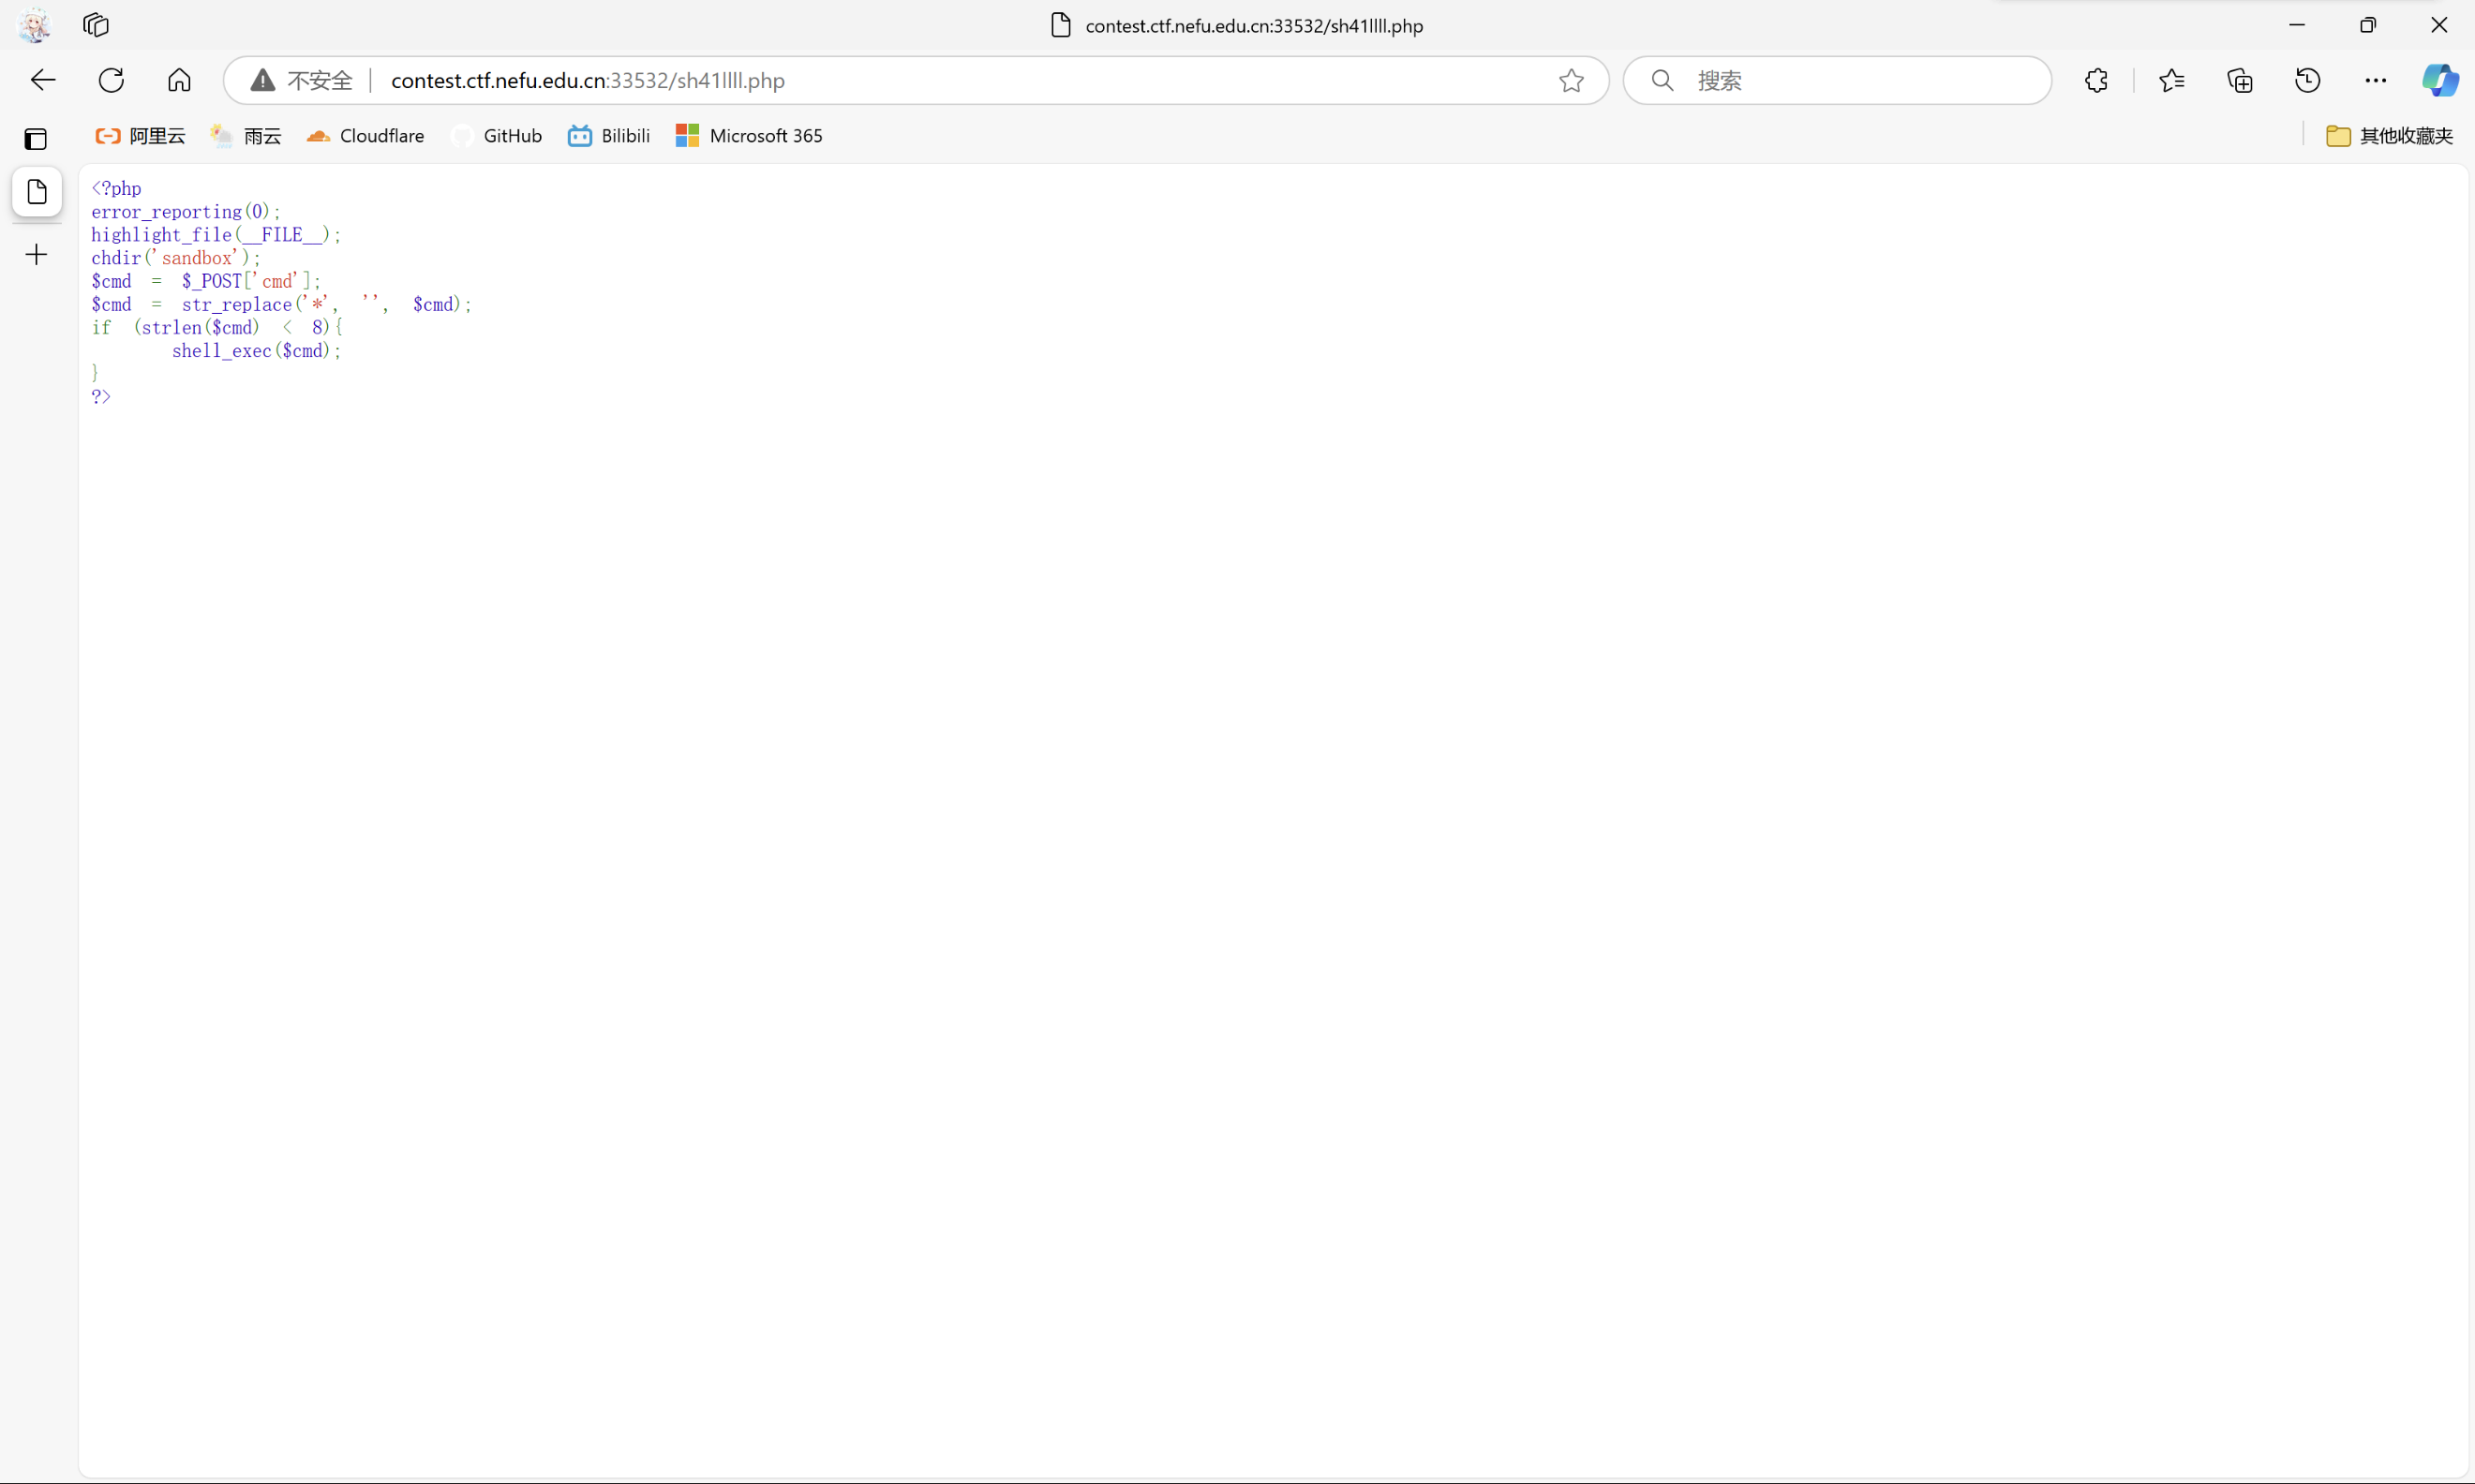 contest.ctf.nefu.edu.cn:33532/sh41llll.php
不安全 contest.ctf.nefu.edu.cn:33532/sh41llll.php 搜索
阿里云 雨云 Cloudflare GitHub Bilibili Microsoft 365 其他收藏夹
<?php
error_reporting(0);
highlight_file(__FILE__);
chdir('sandbox');
$cmd = $_POST['cmd'];
$cmd = str_replace('*', '', $cmd);
if (strlen($cmd) < 8){
        shell_exec($cmd);
}
?>